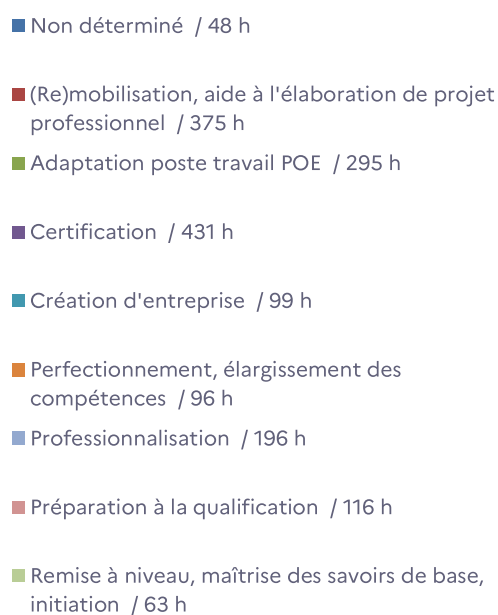 Non déterminé / 48 h
(Re)mobilisation, aide à l'élaboration de projet
professionnel / 375 h
Adaptation poste travail POE / 295 h
Certification / 431 h
Création d'entreprise / 99 h
Perfectionnement, élargissement des
compétences / 96 h
Professionnalisation / 196 h
Préparation à la qualification / 116 h
Remise à niveau, maîtrise des savoirs de base,
initiation / 63 h